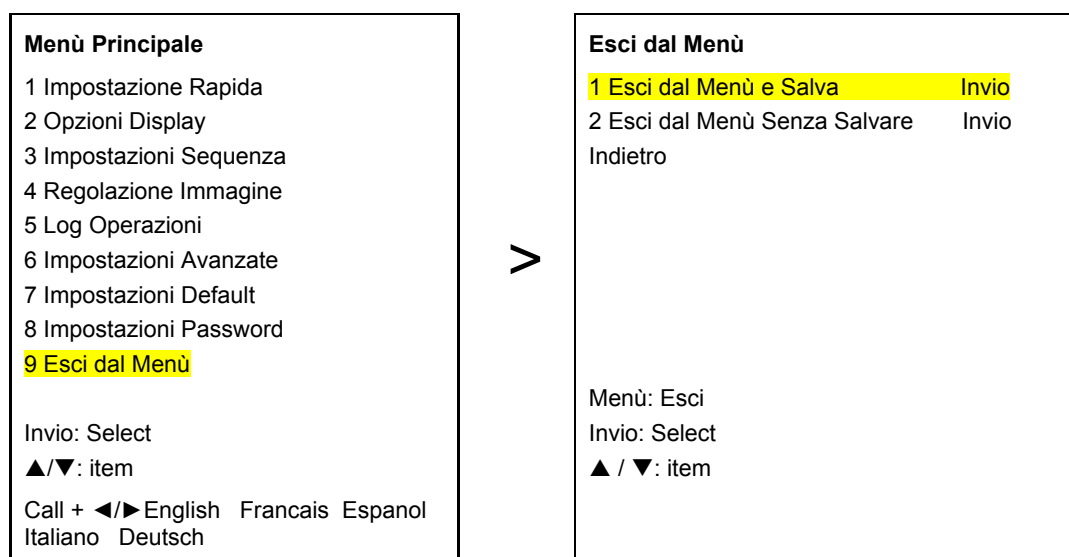 Menù Principale
1 Impostazione Rapida
2 Opzioni Display
3 Impostazioni Sequenza
4 Regolazione Immagine
5 Log Operazioni
6 Impostazioni Avanzate
7 Impostazioni Default
8 Impostazioni Password
9 Esci dal Menù
Invio: Select
▲/▼: item
Call + ◄/►English Francais Espanol
Italiano Deutsch
>
Esci dal Menù
1 Esci dal Menù e Salva Invio
2 Esci dal Menù Senza Salvare Invio
Indietro
Menù: Esci
Invio: Select
▲ / ▼: item